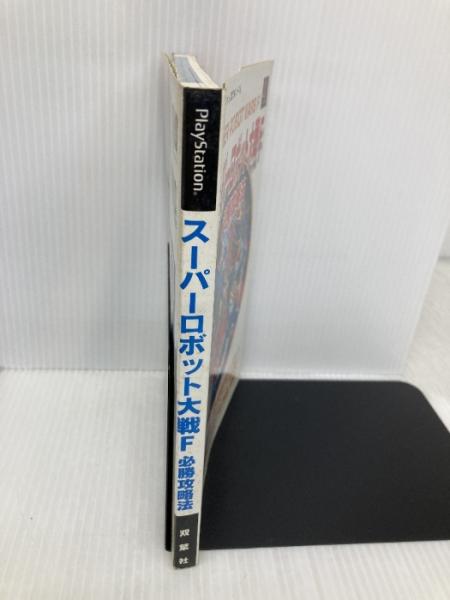 PlayStation®
スーパーロボット大戦F
必勝攻略法
双葉社